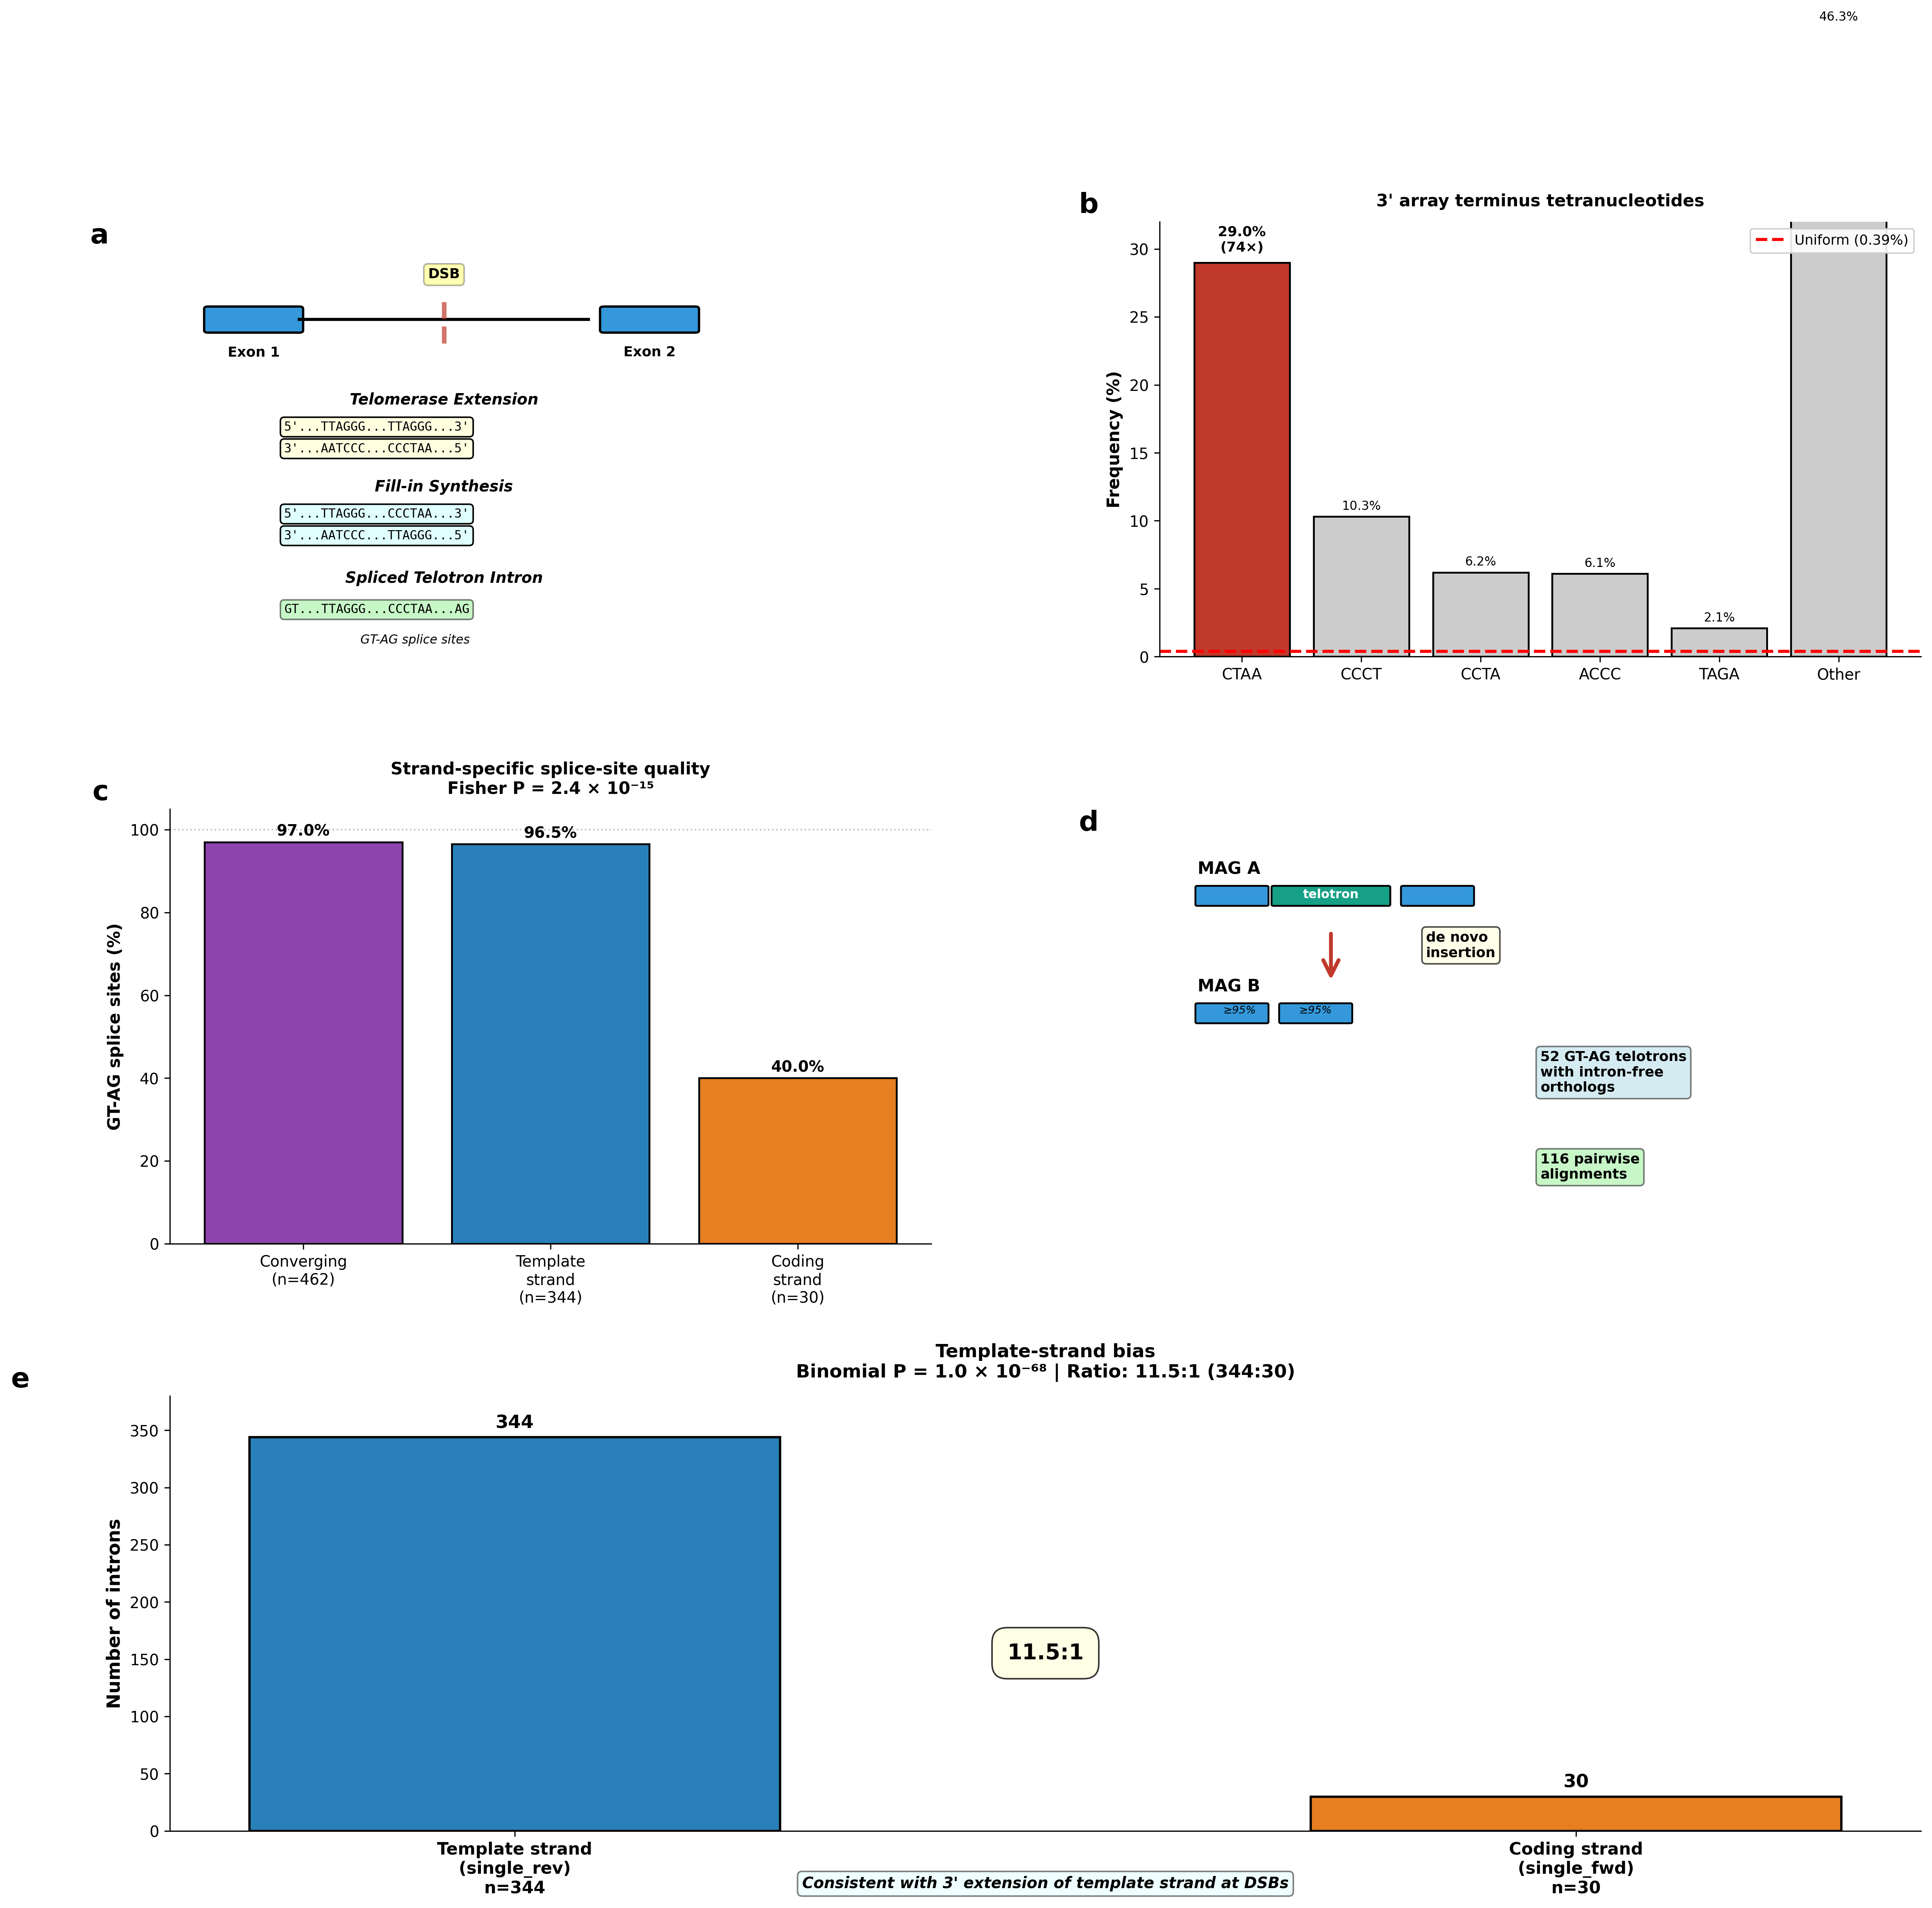 46.3%
a
DSB
Exon 1
Exon 2
Telomerase Extension
5'...TTAGGG...TTAGGG...3'
3'...AATCCC...CCCTAA...5'
Fill-in Synthesis
5'...TTAGGG...CCCTAA...3'
3'...AATCCC...TTAGGG...5'
Spliced Telotron Intron
GT...TTAGGG...CCCTAA...AG
GT-AG splice sites
b
3' array terminus tetranucleotides
Uniform (0.39%)
29.0%
(74×)
10.3%
6.2%
6.1%
2.1%
Frequency (%)
30
25
20
15
10
5
0
CTAA
CCCT
CCTA
ACCC
TAGA
Other
c
Strand-specific splice-site quality
Fisher P = 2.4 × 10⁻¹⁵
97.0%
96.5%
40.0%
GT-AG splice sites (%)
100
80
60
40
20
0
Converging
(n=462)
Template
strand
(n=344)
Coding
strand
(n=30)
d
MAG A
telotron
de novo
insertion
MAG B
≥95%
≥95%
52 GT-AG telotrons
with intron-free
orthologs
116 pairwise
alignments
e
Template-strand bias
Binomial P = 1.0 × 10⁻⁶⁸ | Ratio: 11.5:1 (344:30)
344
11.5:1
30
Number of introns
350
300
250
200
150
100
50
0
Template strand
(single_rev)
n=344
Consistent with 3' extension of template strand at DSBs
Coding strand
(single_fwd)
n=30